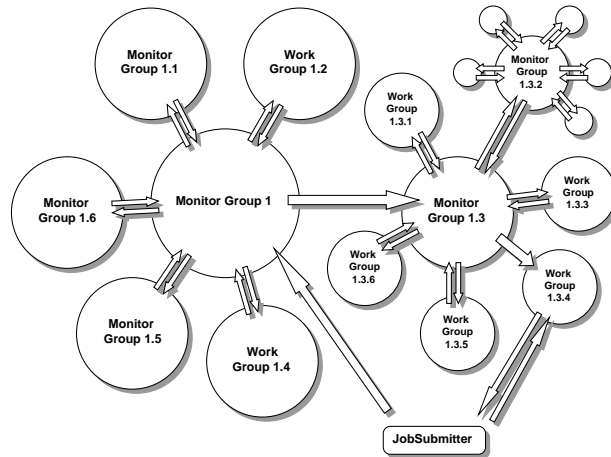 Monitor
Group 1.1
Work
Group 1.2
Monitor
Group
1.3.2
Work
Group
1.3.1
Monitor
Group 1.6
Monitor Group 1
Monitor
Group 1.3
Work
Group
1.3.3
Work
Group
1.3.6
Work
Group
1.3.4
Monitor
Group 1.5
Work
Group 1.4
Work
Group
1.3.5
JobSubmitter